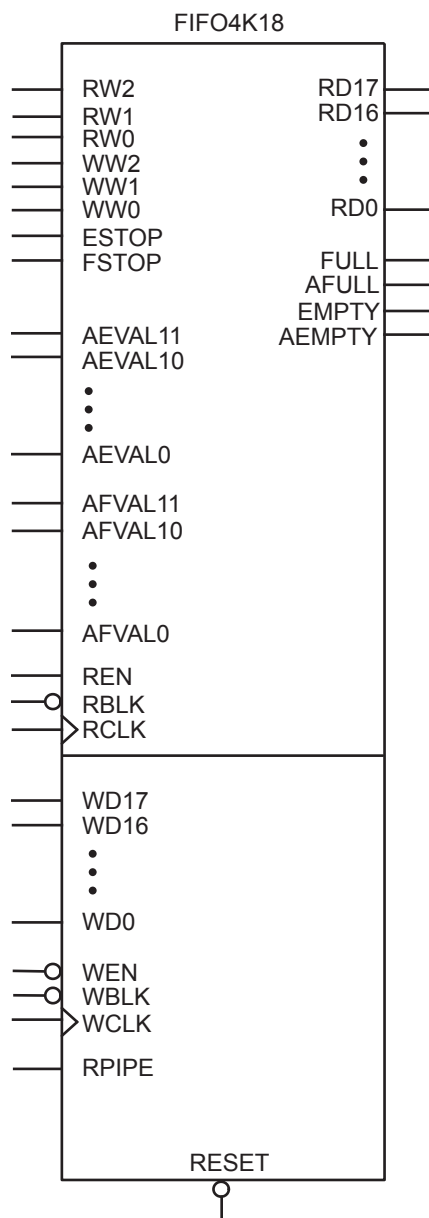 FIFO4K18
RW2
RD17
RW1
RD16
RW0
WW2
WW1
WW0
RD0
ESTOP
FSTOP
FULL
AFULL
EMPTY
AEVAL11
AEMPTY
AEVAL10
AEVAL0
AFVAL11
AFVAL10
AFVAL0
REN
RBLK
RCLK
WD17
WD16
WD0
WEN
WBLK
WCLK
RPIPE
RESET